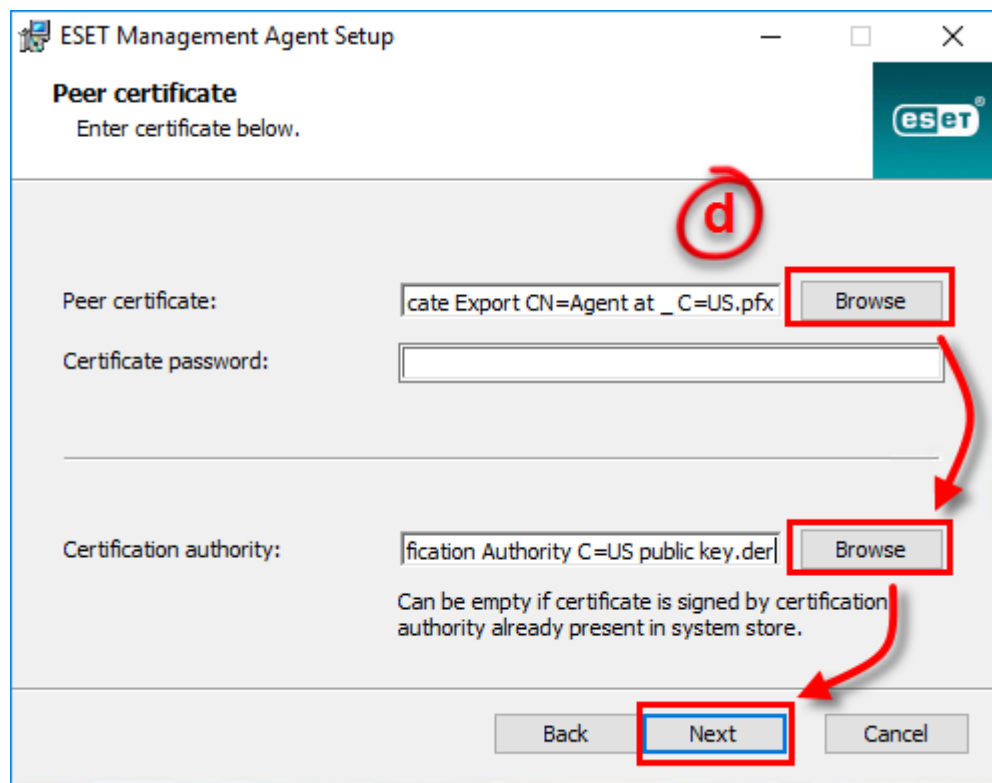 ESET Management Agent Setup
Peer certificate
Enter certificate below.
eset®
d
Peer certificate:
cate Export CN=Agent at _ C=US.pfx
Browse
Certificate password:
Certification authority:
fication Authority C=US public key.der
Browse
Can be empty if certificate is signed by certification
authority already present in system store.
Back
Next
Cancel